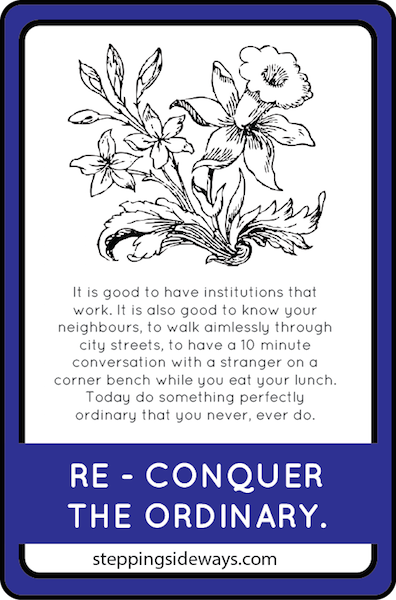 It is good to have institutions that
work. It is also good to know your
neighbours, to walk aimlessly through
city streets, to have a 10 minute
conversation with a stranger on a
corner bench while you eat your lunch.
Today do something perfectly
ordinary that you never, ever do.
RE - CONQUER
THE ORDINARY.
steppingsideways.com